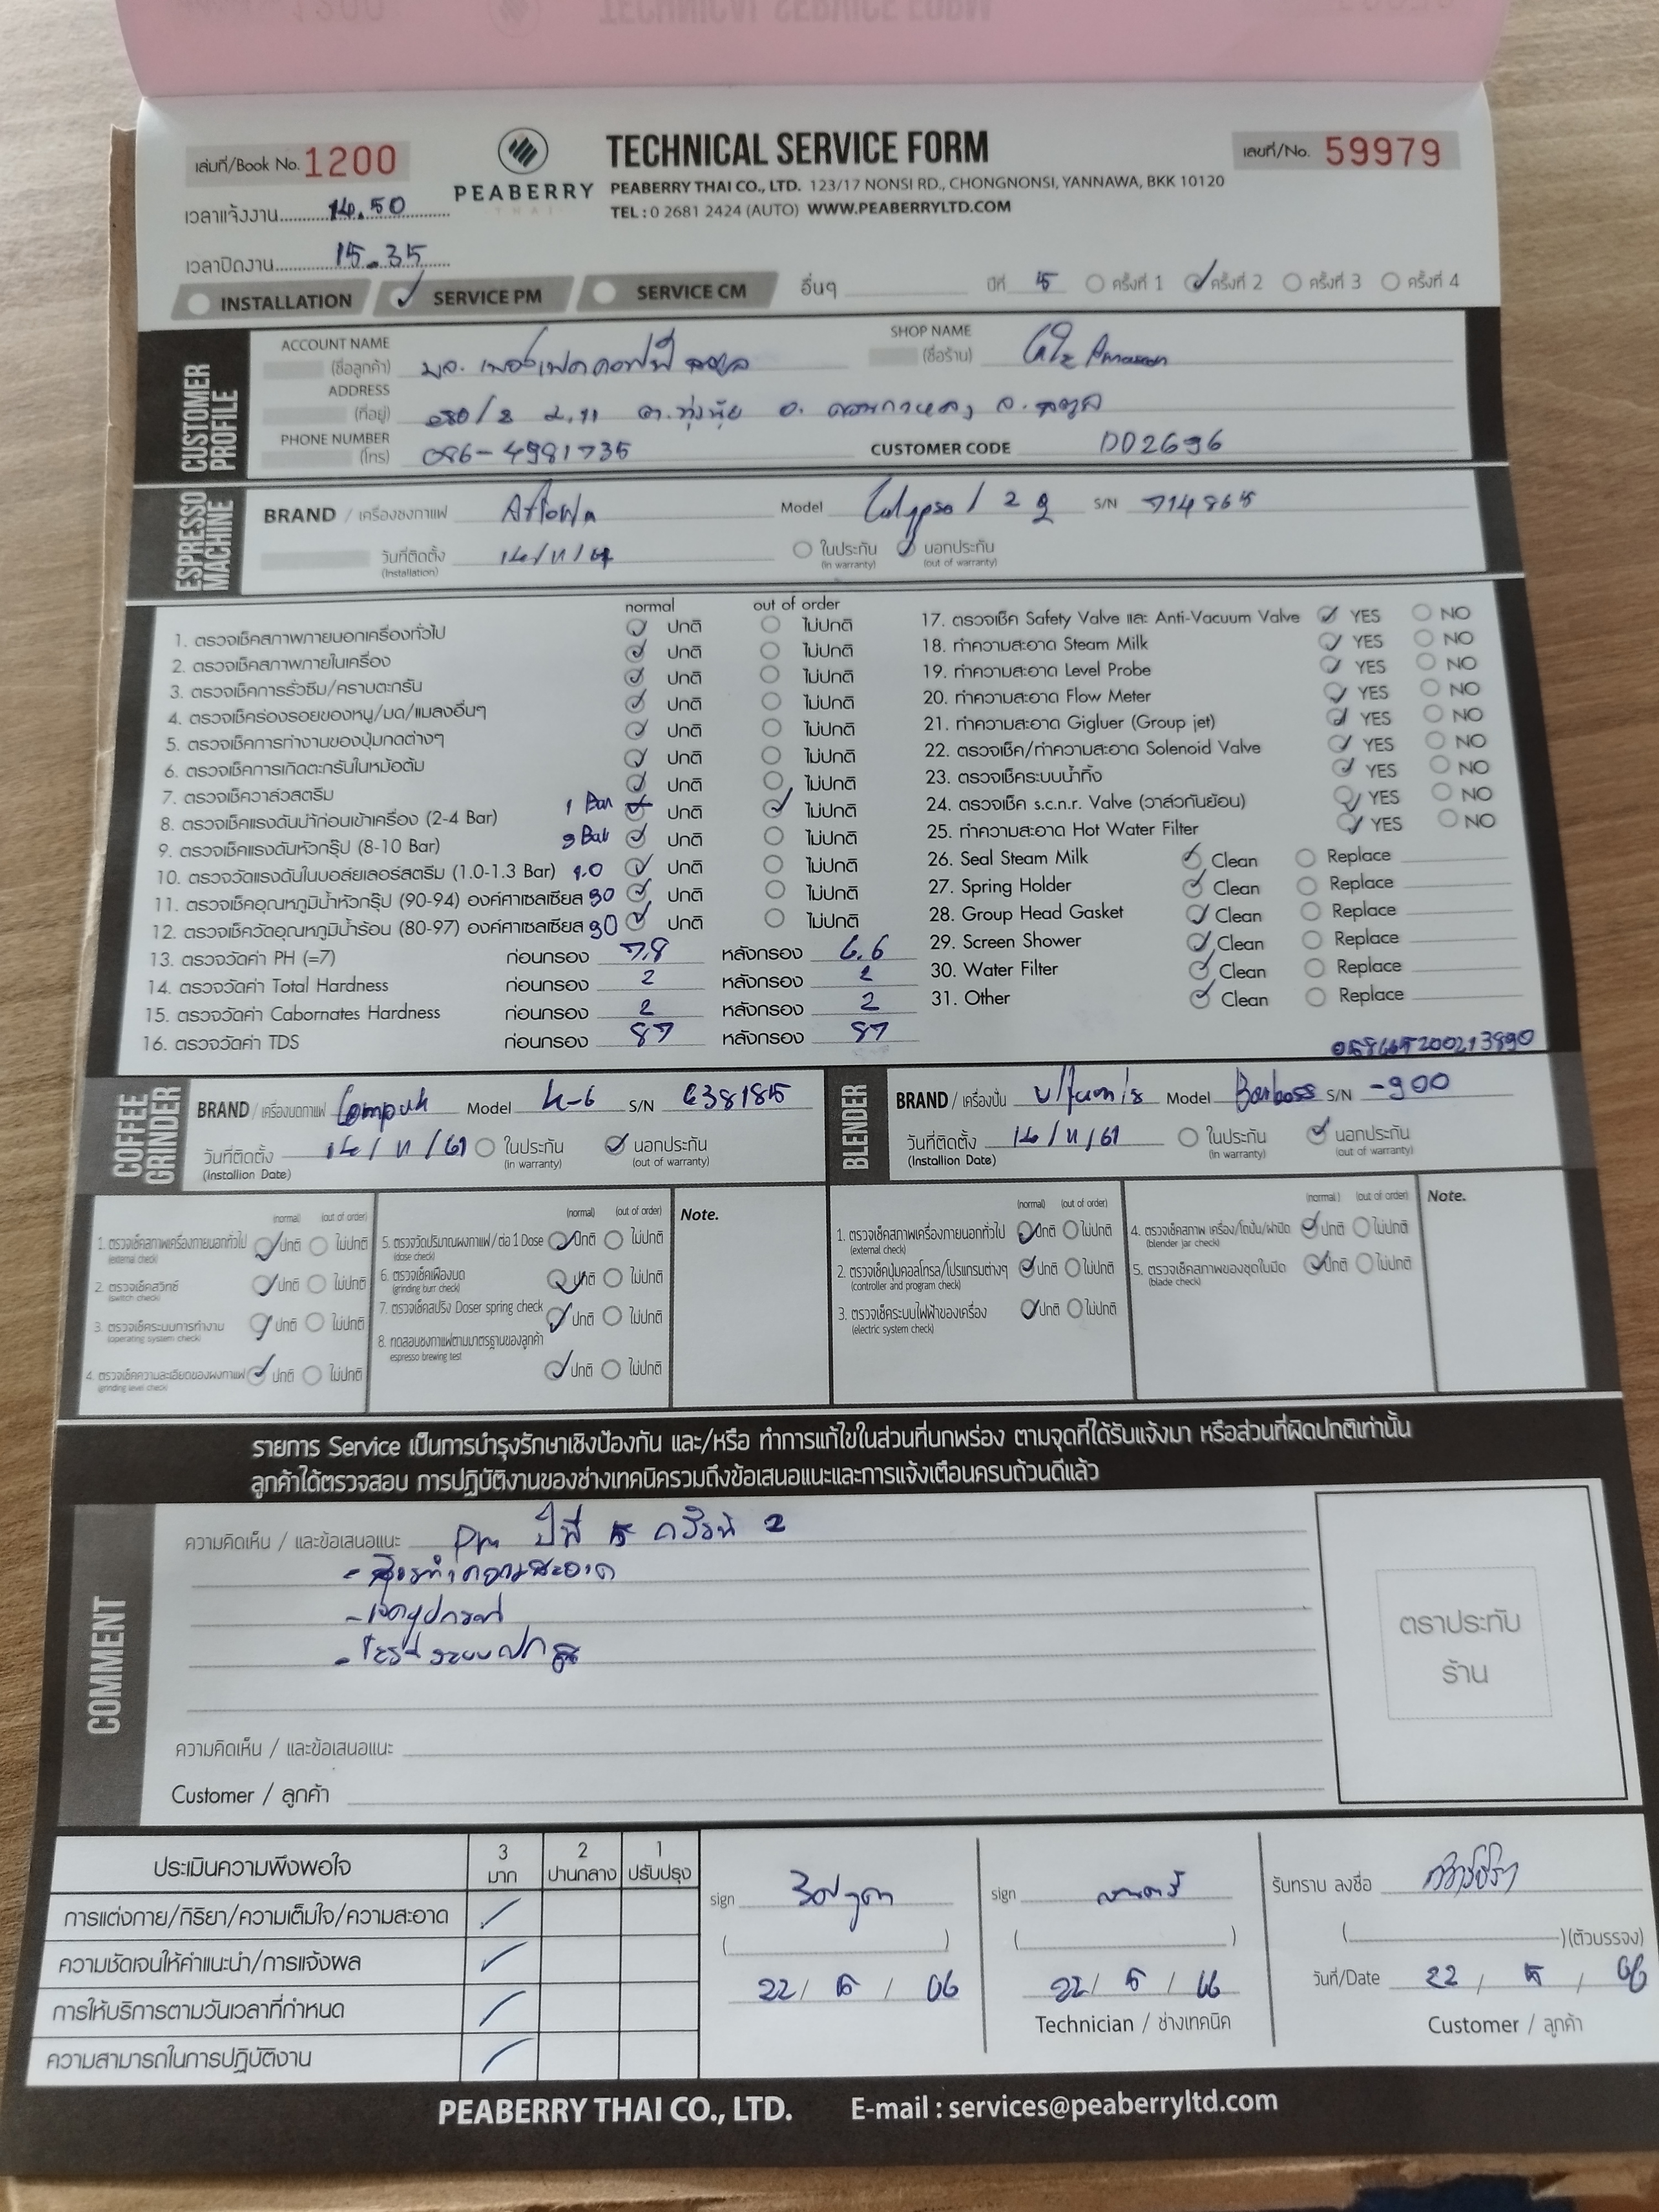 เล่มที่/Book No. 1200
PEABERRY
THAI
TECHNICAL SERVICE FORM
เลขที่/No. 59979
PEABERRY THAI CO., LTD. 123/17 NONSI RD., CHONGNONSI, YANNAWA, BKK 10120
TEL : 0 2681 2424 (AUTO) WWW.PEABERRYLTD.COM
เวลาแจ้งงาน 14.50
เวลาปิดงาน 15.35
INSTALLATION SERVICE PM SERVICE CM อื่นๆ ปีที่ 5 ครั้งที่ 1 ครั้งที่ 2 ครั้งที่ 3 ครั้งที่ 4
CUSTOMER PROFILE
ACCOUNT NAME (ชื่อลูกค้า) SHOP NAME (ชื่อร้าน) Amazon
ADDRESS (ที่อยู่) ต.ทุ่งนุ้ย อ. ควนกาหลง จ. สตูล
PHONE NUMBER (โทร) 086-4981735 CUSTOMER CODE DD2696
ESPRESSO MACHINE
BRAND / เครื่องชงกาแฟ Model Calypso / 2 g S/N 714865
วันที่ติดตั้ง (Installation) 14/11/61 ในประกัน (in warranty) นอกประกัน (out of warranty)
normal out of order
1. ตรวจเช็คสภาพภายนอกเครื่องทั่วไป ปกติ ไม่ปกติ
2. ตรวจเช็คสภาพภายในเครื่อง ปกติ ไม่ปกติ
3. ตรวจเช็คการรั่วซึม/คราบตะกรัน ปกติ ไม่ปกติ
4. ตรวจเช็คร่องรอยของหนู/มด/แมลงอื่นๆ ปกติ ไม่ปกติ
5. ตรวจเช็คการทำงานของปุ่มกดต่างๆ ปกติ ไม่ปกติ
6. ตรวจเช็คการเกิดตะกรันในหม้อต้ม ปกติ ไม่ปกติ
7. ตรวจเช็ควาล์วสตรีม ปกติ ไม่ปกติ
8. ตรวจเช็คแรงดันน้ำก่อนเข้าเครื่อง (2-4 Bar) 1 Bar ปกติ ไม่ปกติ
9. ตรวจเช็คแรงดันหัวกรุ๊ป (8-10 Bar) 9 Bar ปกติ ไม่ปกติ
10. ตรวจวัดแรงดันในบอล์ยเลอร์สตรีม (1.0-1.3 Bar) 1.0 ปกติ ไม่ปกติ
11. ตรวจเช็คอุณหภูมิน้ำหัวกรุ๊ป (90-94) องศาเซลเซียส 90 ปกติ ไม่ปกติ
12. ตรวจเช็ควัดอุณหภูมิน้ำร้อน (80-97) องศาเซลเซียส 90 ปกติ ไม่ปกติ
13. ตรวจวัดค่า PH (=7) ก่อนกรอง 7.8 หลังกรอง 6.6
14. ตรวจวัดค่า Total Hardness ก่อนกรอง 2 หลังกรอง 2
15. ตรวจวัดค่า Cabornates Hardness ก่อนกรอง 2 หลังกรอง 2
16. ตรวจวัดค่า TDS ก่อนกรอง 87 หลังกรอง 87
17. ตรวจเช็ค Safety Valve และ Anti-Vacuum Valve YES NO
18. ทำความสะอาด Steam Milk YES NO
19. ทำความสะอาด Level Probe YES NO
20. ทำความสะอาด Flow Meter YES NO
21. ทำความสะอาด Gigluer (Group jet) YES NO
22. ตรวจเช็ค/ทำความสะอาด Solenoid Valve YES NO
23. ตรวจเช็คระบบน้ำทิ้ง YES NO
24. ตรวจเช็ค s.c.n.r. Valve (วาล์วกันย้อน) YES NO
25. ทำความสะอาด Hot Water Filter YES NO
26. Seal Steam Milk Clean Replace
27. Spring Holder Clean Replace
28. Group Head Gasket Clean Replace
29. Screen Shower Clean Replace
30. Water Filter Clean Replace
31. Other Clean Replace
COFFEE GRINDER
BRAND / เครื่องบดกาแฟ Compak Model K-6 S/N 6381815
วันที่ติดตั้ง (Installion Date) 14/11/61 ในประกัน (in warranty) นอกประกัน (out of warranty)
BLENDER
BRAND / เครื่องปั่น Model Barboss S/N -900
วันที่ติดตั้ง (Installion Date) 14/11/61 ในประกัน (in warranty) นอกประกัน (out of warranty)
(normal) (out of order)
1. ตรวจเช็คสภาพเครื่องภายนอกทั่วไป (external check) ปกติ ไม่ปกติ
2. ตรวจเช็คสวิทซ์ (switch check) ปกติ ไม่ปกติ
3. ตรวจเช็คระบบการทำงาน (operating system check) ปกติ ไม่ปกติ
4. ตรวจเช็คความละเอียดของผงกาแฟ (grinding level check) ปกติ ไม่ปกติ
(normal) (out of order)
5. ตรวจวัดปริมาณผงกาแฟ/ต่อ 1 Dose (dose check) ปกติ ไม่ปกติ
6. ตรวจเช็คเฟืองบด (grinding burr check) ปกติ ไม่ปกติ
7. ตรวจเช็คสปริง Doser spring check ปกติ ไม่ปกติ
8. ทดสอบชงกาแฟตามมาตรฐานของลูกค้า espresso brewing test ปกติ ไม่ปกติ
Note.
(normal) (out of order)
1. ตรวจเช็คสภาพเครื่องภายนอกทั่วไป (external check) ปกติ ไม่ปกติ
2. ตรวจเช็คปุ่มคอลโทรล/โปรแกรมต่างๆ (controller and program check) ปกติ ไม่ปกติ
3. ตรวจเช็คระบบไฟฟ้าของเครื่อง (electric system check) ปกติ ไม่ปกติ
(normal) (out of order)
4. ตรวจเช็คสภาพ เครื่อง/โถปั่น/ฝาปิด (blender jar check) ปกติ ไม่ปกติ
5. ตรวจเช็คสภาพของชุดใบมีด (blade check) ปกติ ไม่ปกติ
Note.
รายการ Service เป็นการบำรุงรักษาเชิงป้องกัน และ/หรือ ทำการแก้ไขในส่วนที่บกพร่อง ตามจุดที่ได้รับแจ้งมา หรือส่วนที่ผิดปกติเท่านั้น
ลูกค้าได้ตรวจสอบ การปฏิบัติงานของช่างเทคนิครวมถึงข้อเสนอแนะและการแจ้งเตือนครบถ้วนดีแล้ว
COMMENT
ความคิดเห็น / และข้อเสนอแนะ Pm ปีที่ 5 ครั้งที่ 2
- ล้างทำความสะอาด
- เช็คอุปกรณ์
- เทสระบบปกติ
ตราประทับ
ร้าน
ความคิดเห็น / และข้อเสนอแนะ
Customer / ลูกค้า
ประเมินความพึงพอใจ 3 มาก 2 ปานกลาง 1 ปรับปรุง
การแต่งกาย/กิริยา/ความเต็มใจ/ความสะอาด
ความชัดเจนให้คำแนะนำ/การแจ้งผล
การให้บริการตามวันเวลาที่กำหนด
ความสามารถในการปฏิบัติงาน
sign
22 / 5 / 66
sign
22 / 5 / 66
Technician / ช่างเทคนิค
รับทราบ ลงชื่อ
(ตัวบรรจง)
วันที่/Date 22 / 5 / 66
Customer / ลูกค้า
PEABERRY THAI CO., LTD. E-mail : services@peaberryltd.com